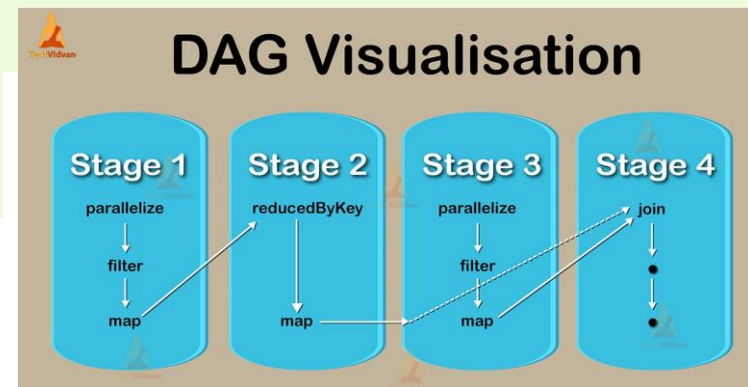 TechVidvan
DAG Visualisation
Stage 1
parallelize
filter
map
Stage 2
reducedByKey
map
Stage 3
parallelize
filter
map
Stage 4
join